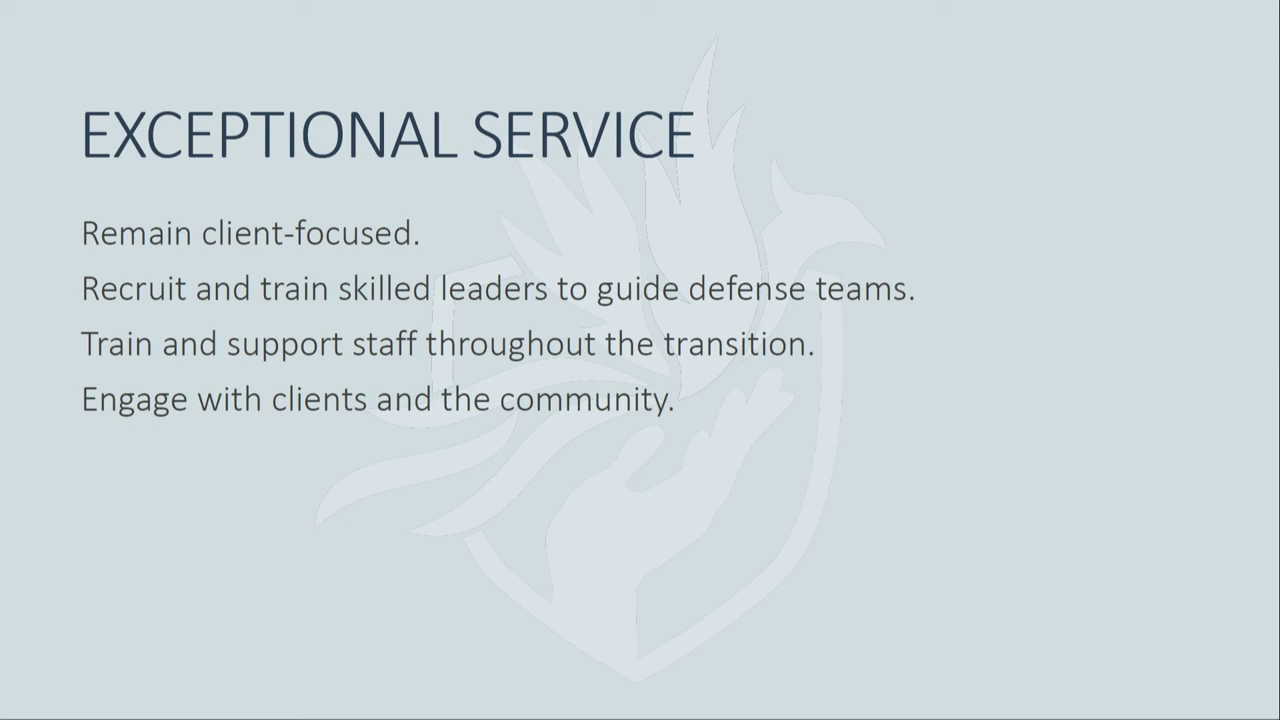 EXCEPTIONAL SERVICE
Remain client-focused.
Recruit and train skilled leaders to guide defense teams.
Train and support staff throughout the transition.
Engage with clients and the community.